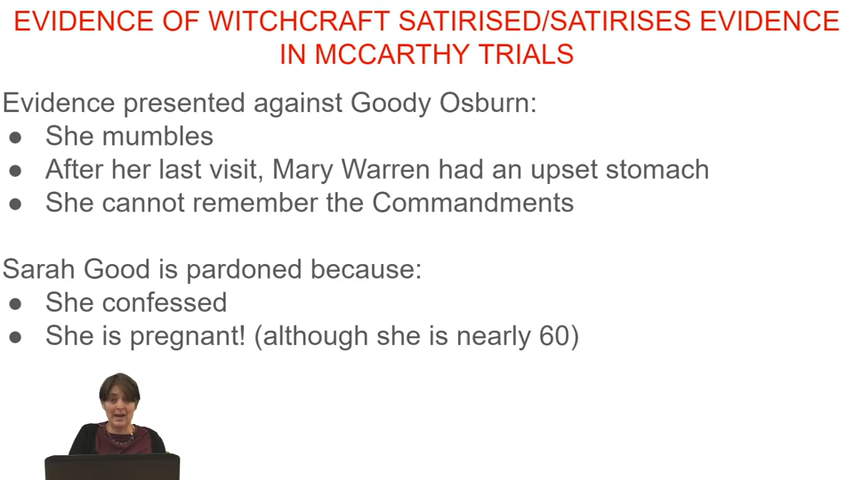 EVIDENCE OF WITCHCRAFT SATIRISED/SATIRISES EVIDENCE
IN MCCARTHY TRIALS
Evidence presented against Goody Osburn:
● She mumbles
● After her last visit, Mary Warren had an upset stomach
● She cannot remember the Commandments
Sarah Good is pardoned because:
● She confessed
● She is pregnant! (although she is nearly 60)